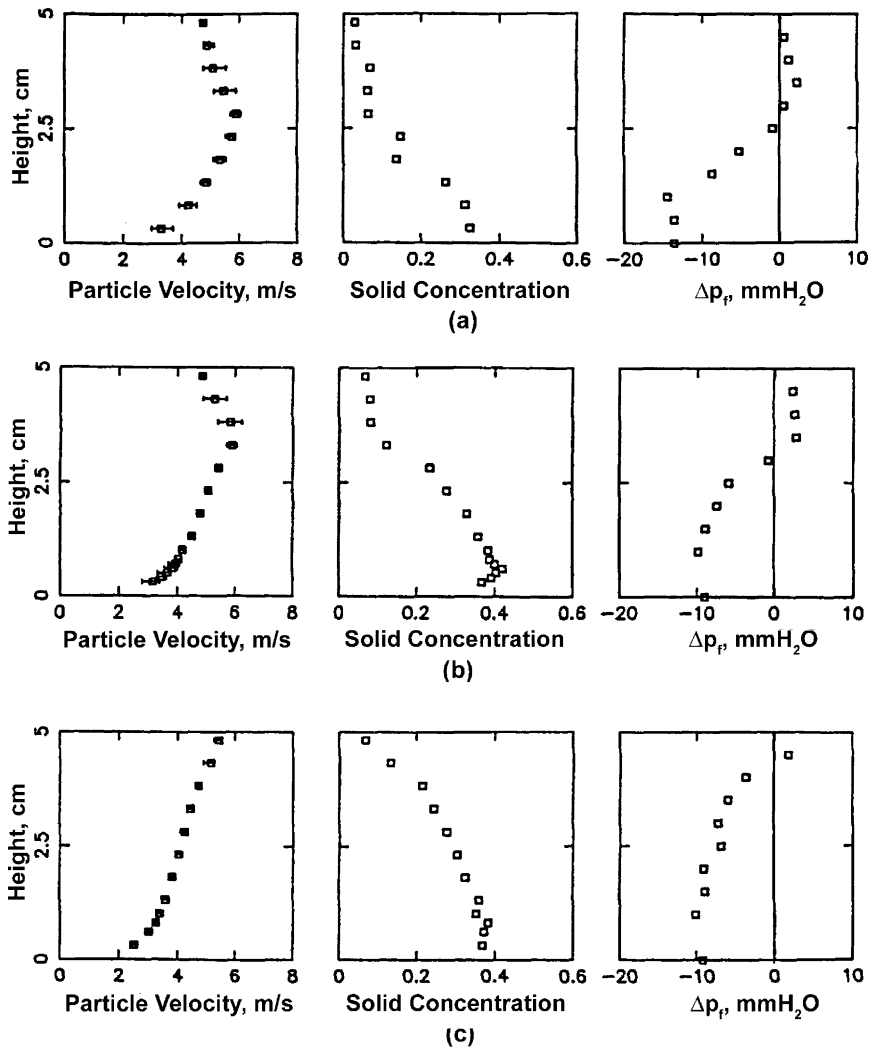 5
2.5
0
Height, cm
0 2 4 6 8
Particle Velocity, m/s
0 0.2 0.4 0.6
Solid Concentration
−20 −10 0 10
Δp_f, mmH₂O
(a)
5
2.5
0
Height, cm
0 2 4 6 8
Particle Velocity, m/s
0 0.2 0.4 0.6
Solid Concentration
−20 −10 0 10
Δp_f, mmH₂O
(b)
5
2.5
0
Height, cm
0 2 4 6 8
Particle Velocity, m/s
0 0.2 0.4 0.6
Solid Concentration
−20 −10 0 10
Δp_f, mmH₂O
(c)